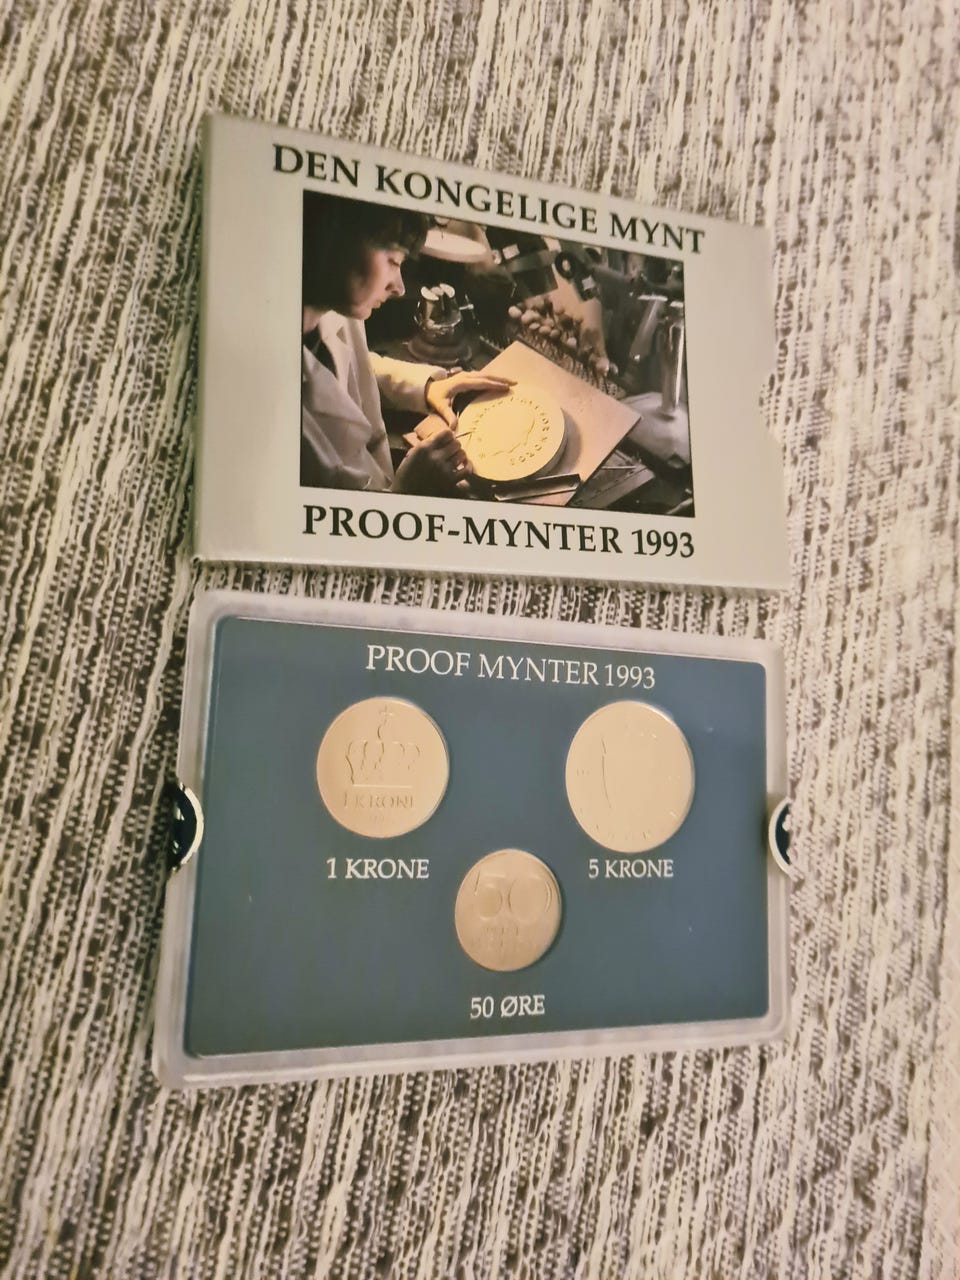 DEN KONGELIGE MYNT
PROOF-MYNTER 1993
PROOF MYNTER 1993
1 KRONE
1 KRONE
5 KRONE
50
50 ØRE